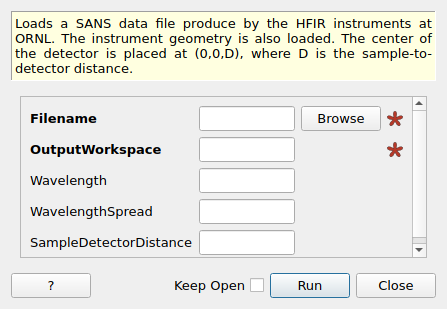 Loads a SANS data file produce by the HFIR instruments at
ORNL. The instrument geometry is also loaded. The center of
the detector is placed at (0,0,D), where D is the sample-to-
detector distance.
Filename Browse *
OutputWorkspace *
Wavelength
WavelengthSpread
SampleDetectorDistance
? Keep Open Run Close